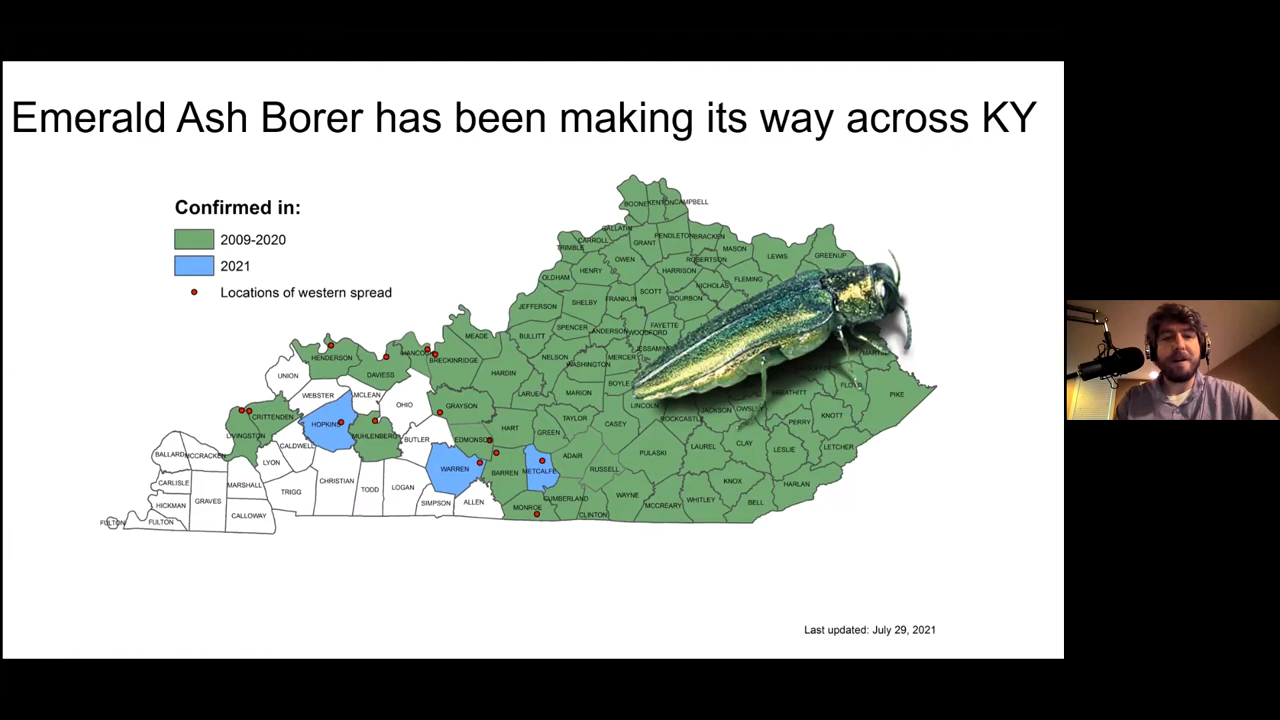 Emerald Ash Borer has been making its way across KY
Confirmed in:
2009-2020
2021
Locations of western spread
BOONE
KENTON
CAMPBELL
GALLATIN
CARROLL
TRIMBLE
GRANT
PENDLETON
BRACKEN
MASON
LEWIS
GREENUP
OWEN
ROBERTSON
HENRY
HARRISON
FLEMING
OLDHAM
NICHOLAS
SCOTT
BOURBON
SHELBY
FRANKLIN
JEFFERSON
SPENCER
ANDERSON
WOODFORD
FAYETTE
MEADE
BULLITT
JESSAMINE
HENDERSON
HANCOCK
BRECKINRIDGE
NELSON
MERCER
WASHINGTON
MARTIN
UNION
DAVIESS
HARDIN
BOYLE
FLOYD
WEBSTER
MCLEAN
LARUE
MARION
BREATHITT
PIKE
OHIO
GRAYSON
LINCOLN
JACKSON
OWSLEY
CRITTENDEN
HOPKINS
TAYLOR
CASEY
ROCKCASTLE
PERRY
KNOTT
LIVINGSTON
MUHLENBERG
BUTLER
EDMONSON
HART
GREEN
CALDWELL
LAUREL
CLAY
LESLIE
LETCHER
BALLARD
MCCRACKEN
LYON
WARREN
BARREN
METCALFE
ADAIR
PULASKI
RUSSELL
CARLISLE
MARSHALL
TRIGG
CHRISTIAN
TODD
LOGAN
KNOX
HARLAN
HICKMAN
GRAVES
SIMPSON
ALLEN
MONROE
CUMBERLAND
WAYNE
MCCREARY
WHITLEY
BELL
FULTON
FULTON
CALLOWAY
CLINTON
Last updated: July 29, 2021